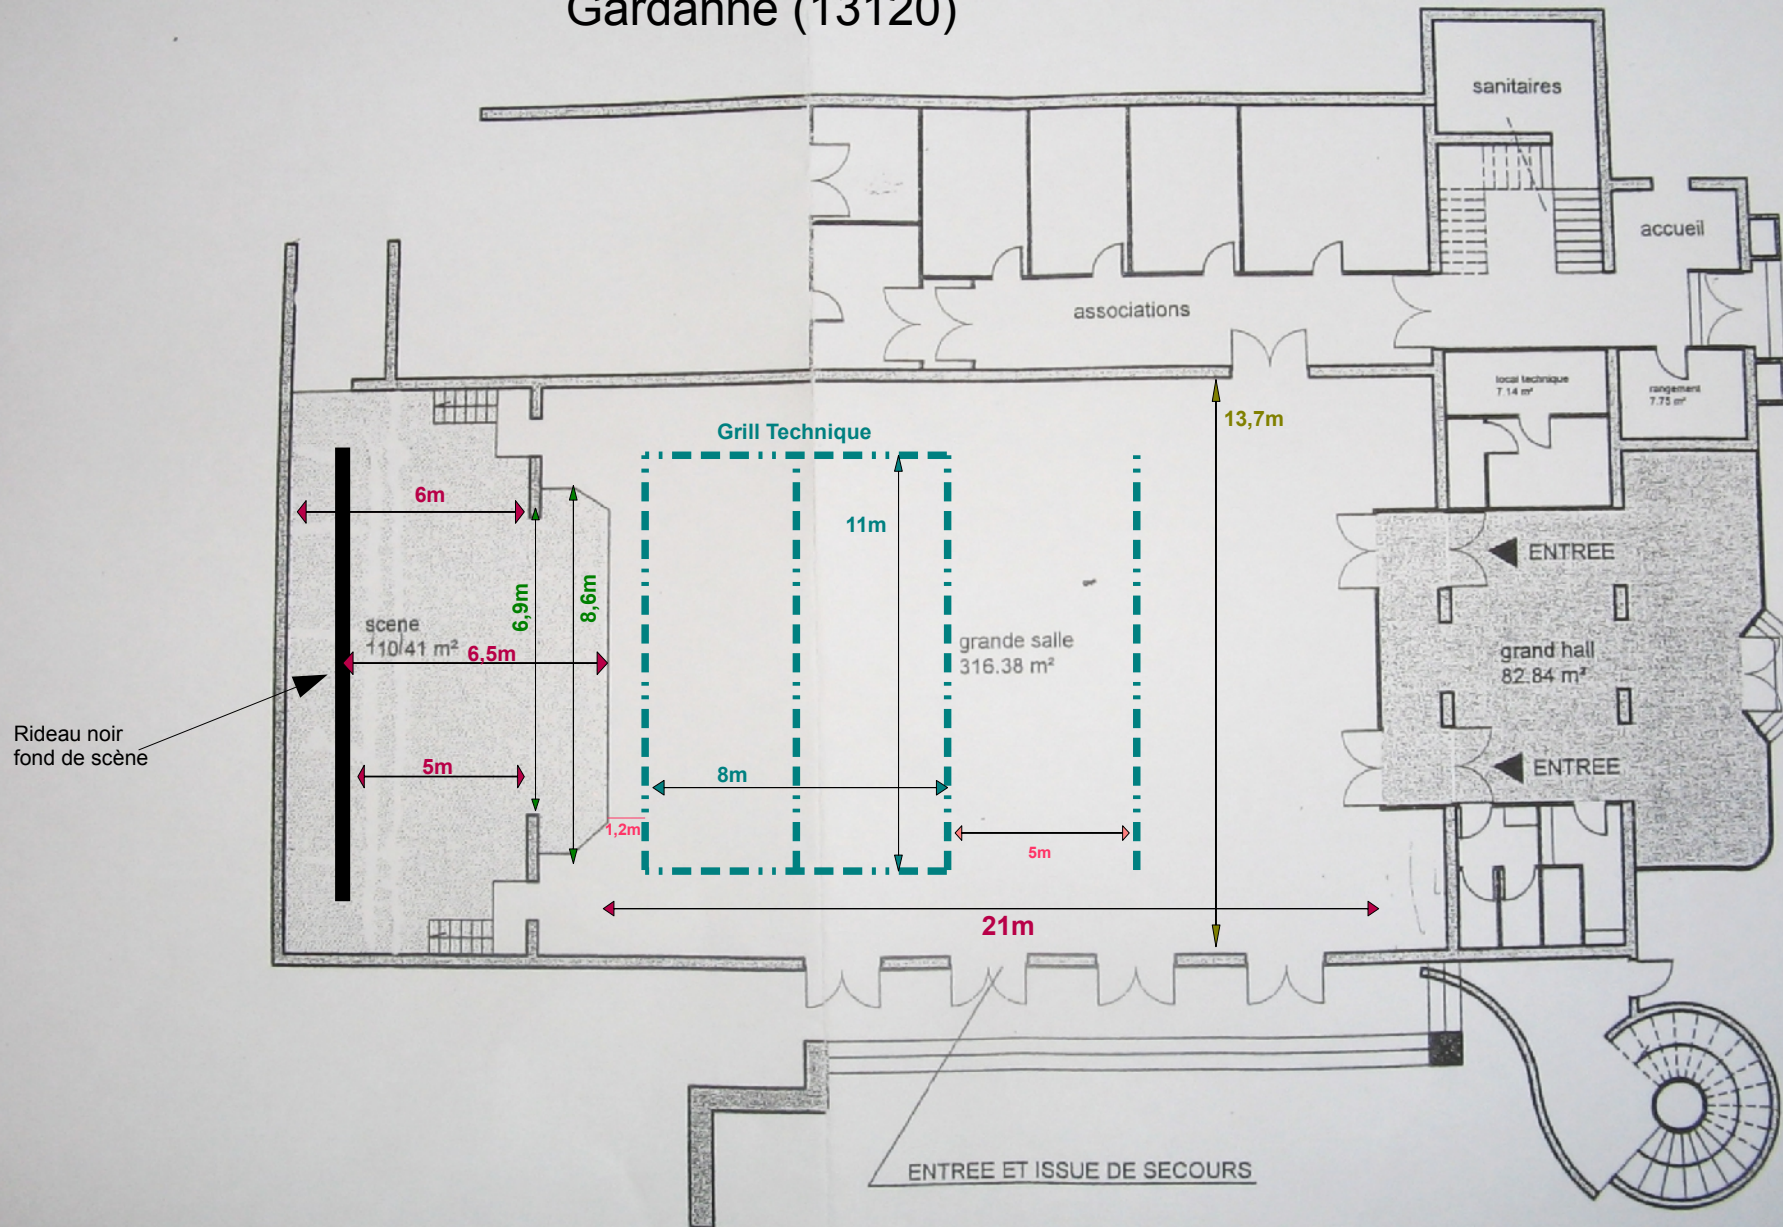 Gardanne (13120)
sanitaires
accueil
associations
local technique
7.14 m²
rangement
7.75 m²
13,7m
Grill Technique
6m
11m
ENTREE
6,9m
8,6m
scene
110/41 m²
6,5m
grande salle
316.38 m²
grand hall
82.84 m²
Rideau noir
fond de scène
5m
8m
ENTREE
1,2m
5m
21m
ENTREE ET ISSUE DE SECOURS